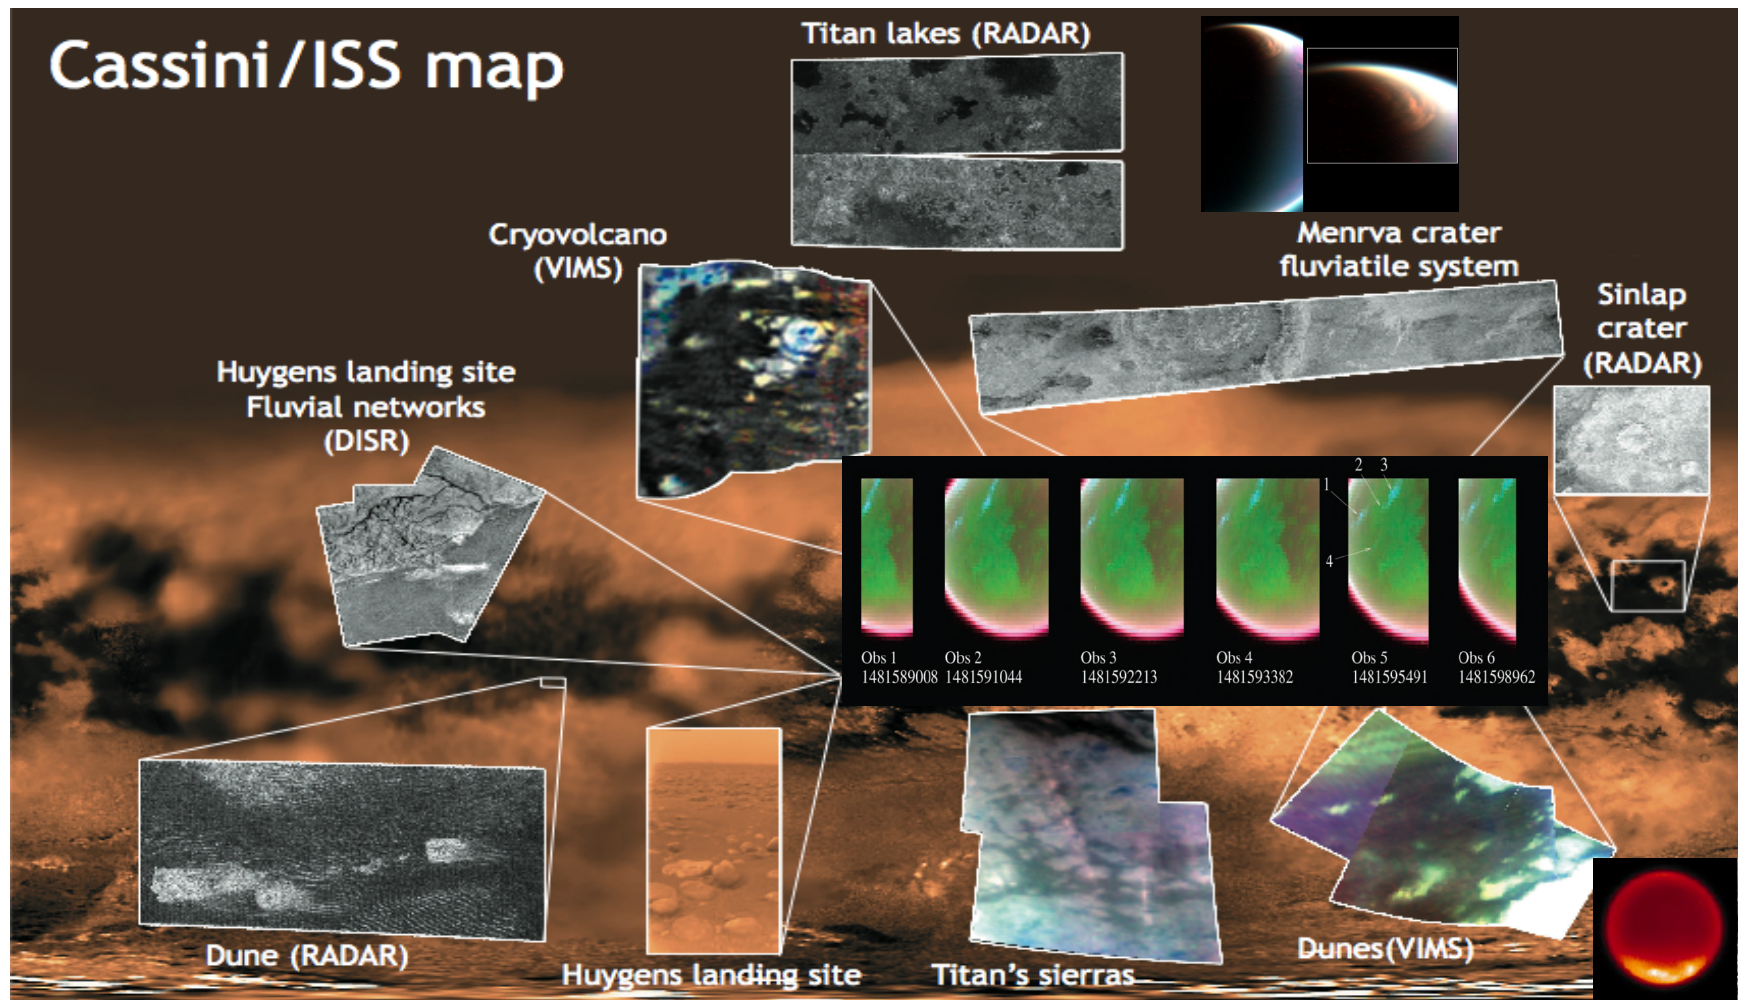 Cassini/ISS map
Titan lakes (RADAR)
Cryovolcano
(VIMS)
Menrva crater
fluviatile system
Sinlap
crater
(RADAR)
Huygens landing site
Fluvial networks
(DISR)
2 3
1
4
Obs 1
1481589008
Obs 2
1481591044
Obs 3
1481592213
Obs 4
1481593382
Obs 5
1481595491
Obs 6
1481598962
Dune (RADAR)
Huygens landing site
Titan’s sierras
Dunes(VIMS)